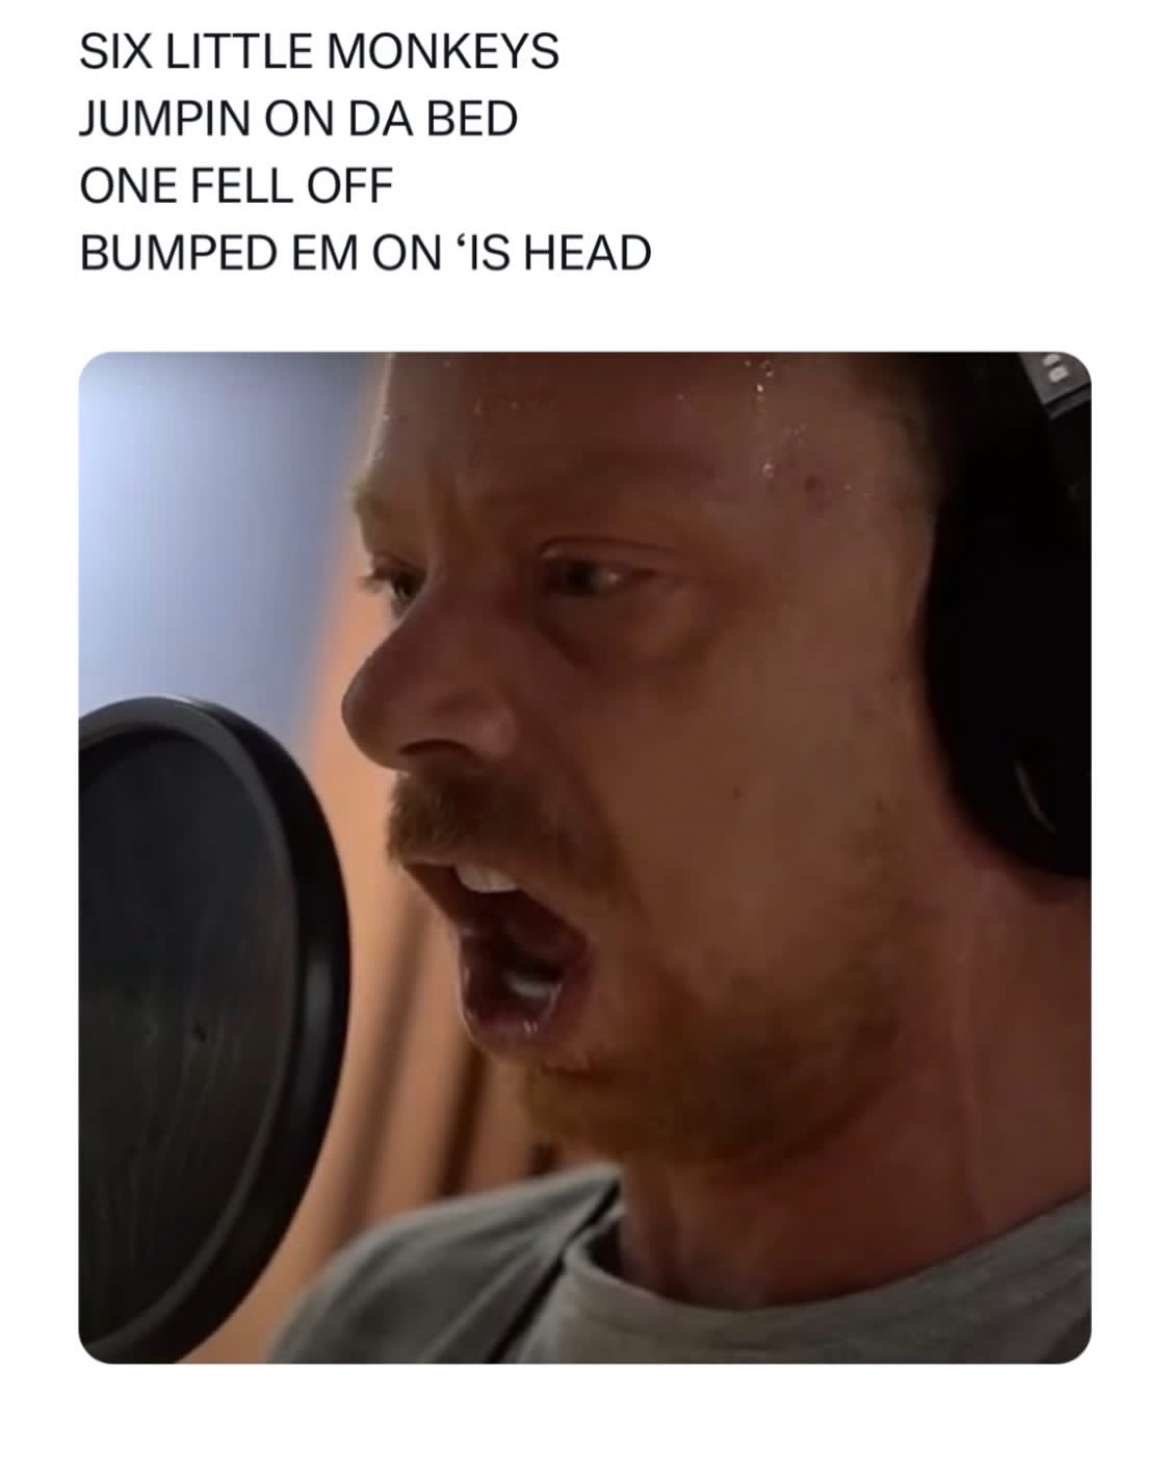 SIX LITTLE MONKEYS
JUMPIN ON DA BED
ONE FELL OFF
BUMPED EM ON ‘IS HEAD